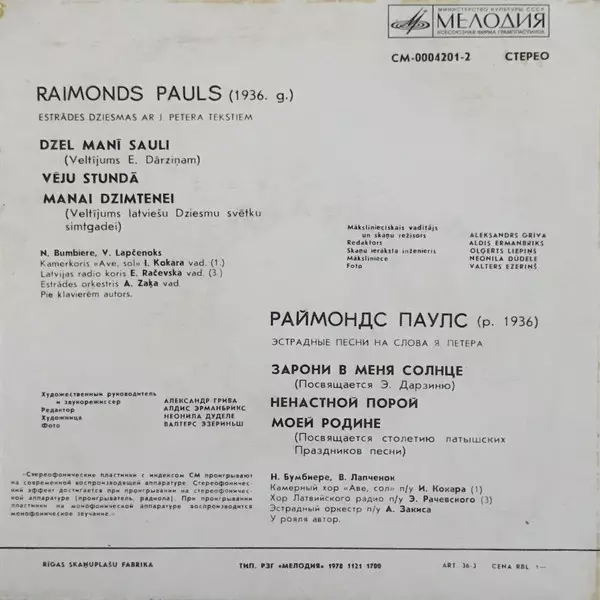 МИНИСТЕРСТВО КУЛЬТУРЫ СССР
МЕЛОДИЯ
ВСЕСОЮЗНАЯ ФИРМА ГРАМПЛАСТИНОК
СМ-0004201-2 СТЕРЕО
RAIMONDS PAULS (1936. g.)
ESTRĀDES DZIESMAS AR J. PETERA TEKSTIEM
DZEL MANĪ SAULI
(Veltījums E. Dārziņam)
VĒJU STUNDĀ
MANAI DZIMTENEI
(Veltījums latviešu Dziesmu svētku
simtgadei)
N. Bumbiere, V. Lapčenoks
Kamerkoris «Ave, sol» I. Kokara vad. (1.)
Latvijas radio koris E. Račevska vad. (3.)
Estrādes orķestris A. Zaķa vad.
Pie klavierēm autors.
Mākslinieciskais vadītājs
un skaņu režisors ALEKSANDRS GRIVA
Redaktors ALDIS ERMANBRIKS
Skaņu ieraksta inženieris OĻĢERTS LIEPIŅŠ
Māksliniece NEONILA DUDELE
Foto VALTERS EZERIŅŠ
РАЙМОНДС ПАУЛС (р. 1936)
ЭСТРАДНЫЕ ПЕСНИ НА СЛОВА Я. ПЕТЕРА
ЗАРОНИ В МЕНЯ СОЛНЦЕ
(Посвящается Э. Дарзиню)
НЕНАСТНОЙ ПОРОЙ
МОЕЙ РОДИНЕ
(Посвящается столетию латышских
Праздников песни)
Художественный руководитель
и звукорежиссер АЛЕКСАНДР ГРИВА
Редактор АЛДИС ЭРМАНБРИКС
Художница НЕОНИЛА ДУДЕЛЕ
Фото ВАЛТЕРС ЭЗЕРИНЬШ
«Стереофонические пластинки с индексом СМ проигрывают
на современной воспроизводящей аппаратуре. Стереофонический
эффект достигается при проигрывании на стереофонической
аппаратуре (проигрыватель, радиола). При проигрывании
пластинки на монофонической аппаратуре воспроизводится
монофоническое звучание.»
Н. Бумбиере, В. Лапченок
Камерный хор «Аве, сол» п/у И. Кокара (1)
Хор Латвийского радио п/у Э. Рачевского (3)
Эстрадный оркестр п/у А. Закиса
У рояля автор.
RĪGAS SKAŅUPLAŠU FABRIKA ТИП. РЗГ «МЕЛОДИЯ» 1978 1121 1700 ART. 36-3 CENA RBL. 1—